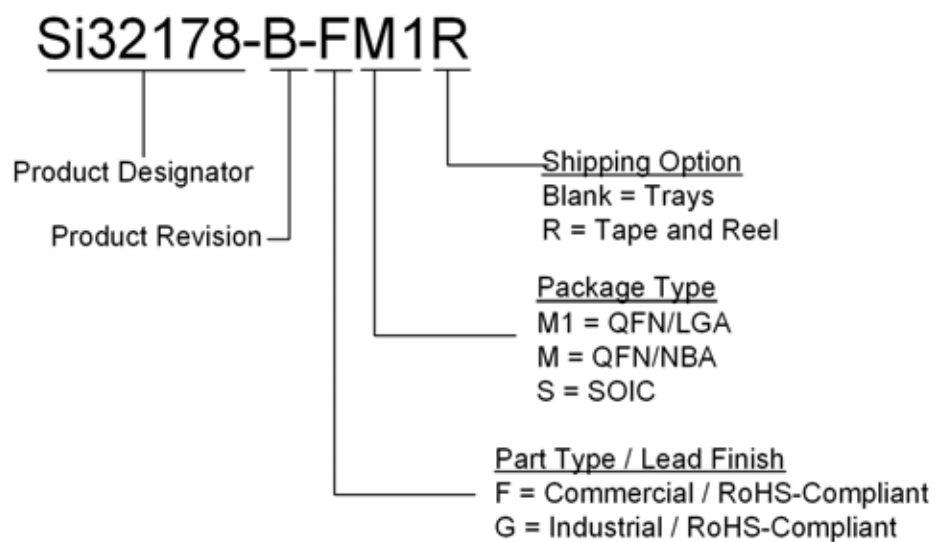 Si32178-B-FM1R
Product Designator
Product Revision
Shipping Option
Blank = Trays
R = Tape and Reel
Package Type
M1 = QFN/LGA
M = QFN/NBA
S = SOIC
Part Type / Lead Finish
F = Commercial / RoHS-Compliant
G = Industrial / RoHS-Compliant